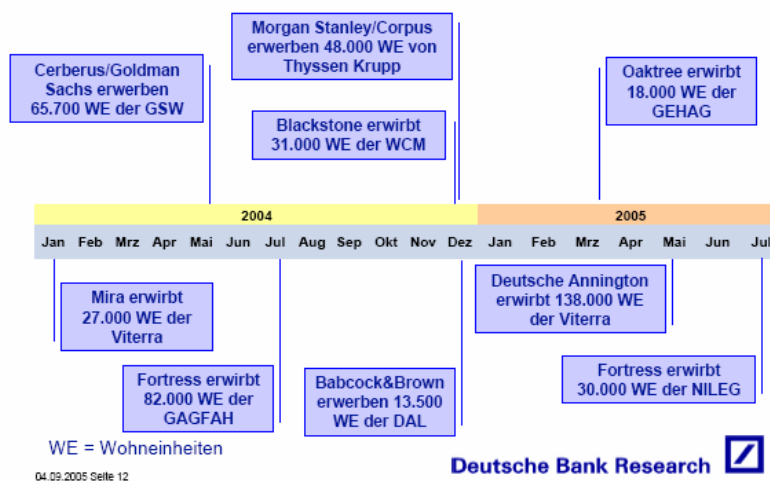 Morgan Stanley/Corpus
erwerben 48.000 WE von
Thyssen Krupp
Cerberus/Goldman
Sachs erwerben
65.700 WE der GSW
Oaktree erwirbt
18.000 WE der
GEHAG
Blackstone erwirbt
31.000 WE der WCM
2004 2005
Jan Feb Mrz Apr Mai Jun Jul Aug Sep Okt Nov Dez Jan Feb Mrz Apr Mai Jun Jul
Mira erwirbt
27.000 WE der
Viterra
Deutsche Annington
erwirbt 138.000 WE
der Viterra
Fortress erwirbt
82.000 WE der
GAGFAH
Babcock&Brown
erwerben 13.500
WE der DAL
Fortress erwirbt
30.000 WE der NILEG
WE = Wohneinheiten
04.09.2005 Seite 12
Deutsche Bank Research